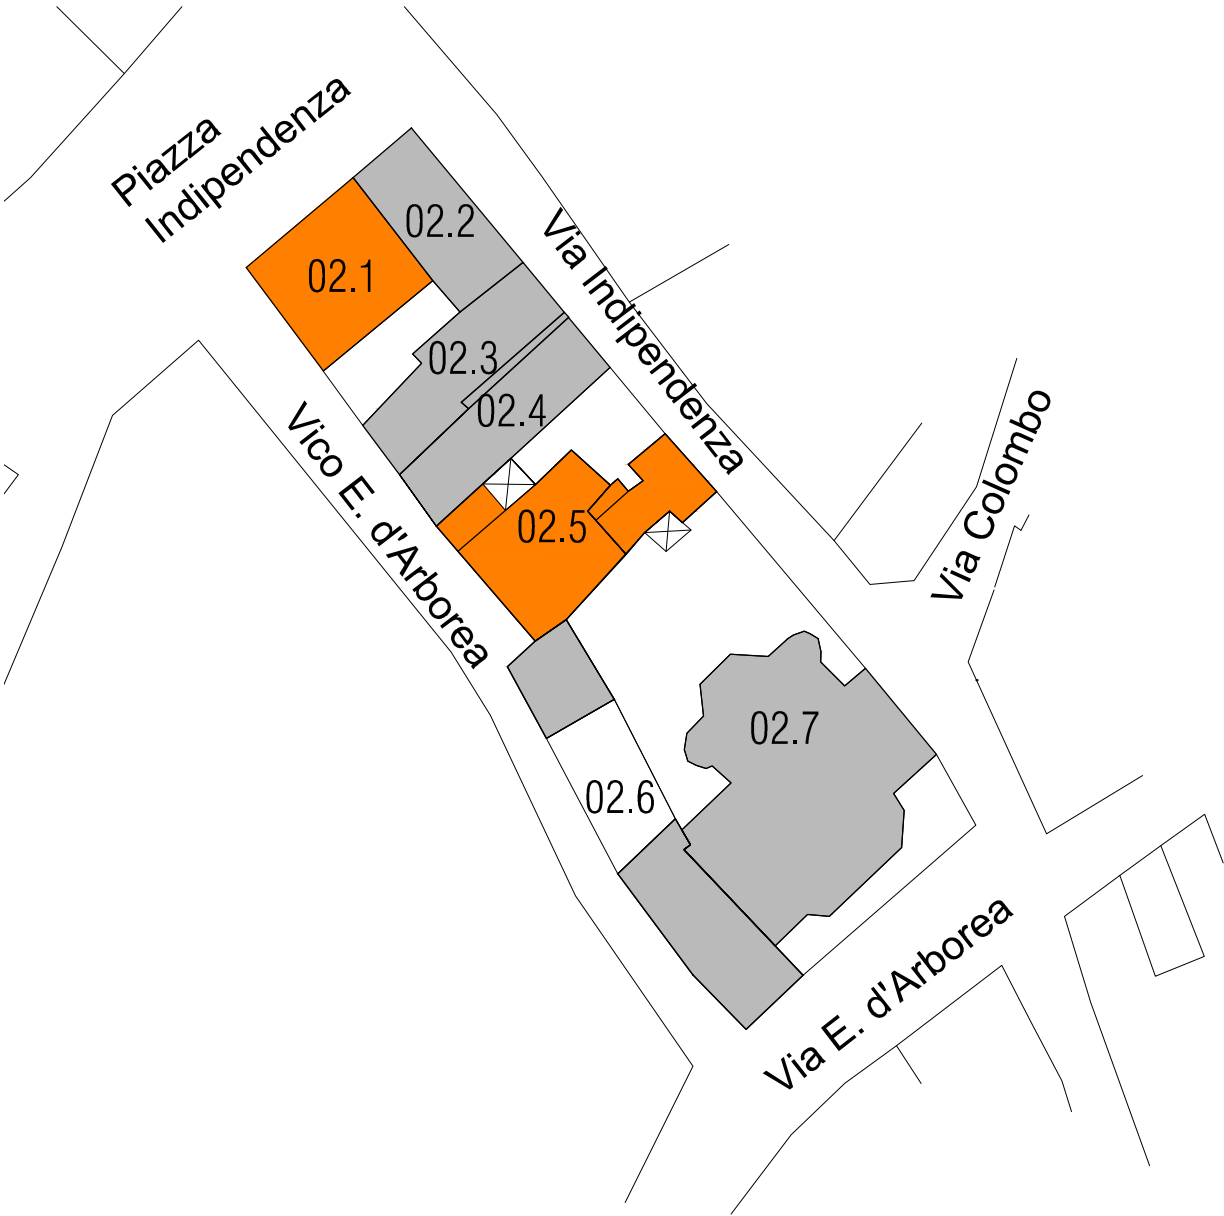 Piazza
Indipendenza
02.2
Via Indipendenza
02.1
02.3
02.4
Vico E. d'Arborea
Via Colombo
02.5
02.7
02.6
Via E. d'Arborea